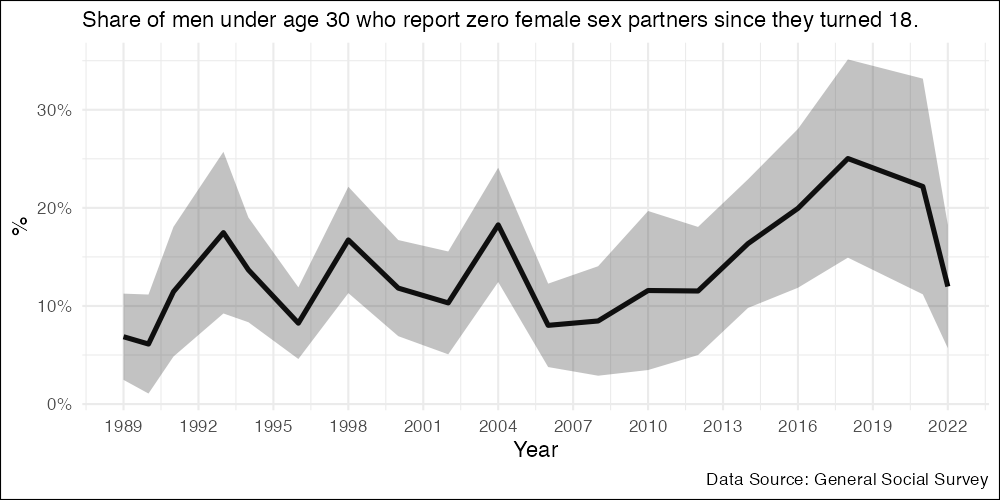 Share of men under age 30 who report zero female sex partners since they turned 18.
30%
20%
10%
0%
%
1989 1992 1995 1998 2001 2004 2007 2010 2013 2016 2019 2022
Year
Data Source: General Social Survey